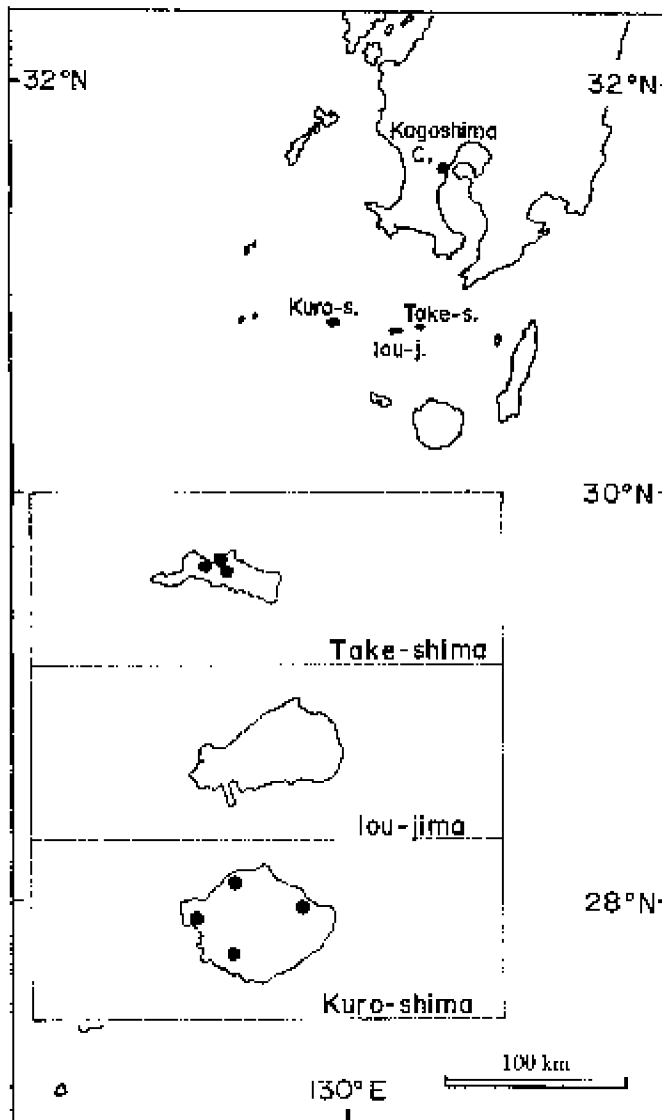 32°N 32°N
Kagoshima
C.
Kuro-s. Take-s.
Iou-j.
30°N
Take-shima
Iou-jima
28°N
Kuro-shima
100 km
130°E